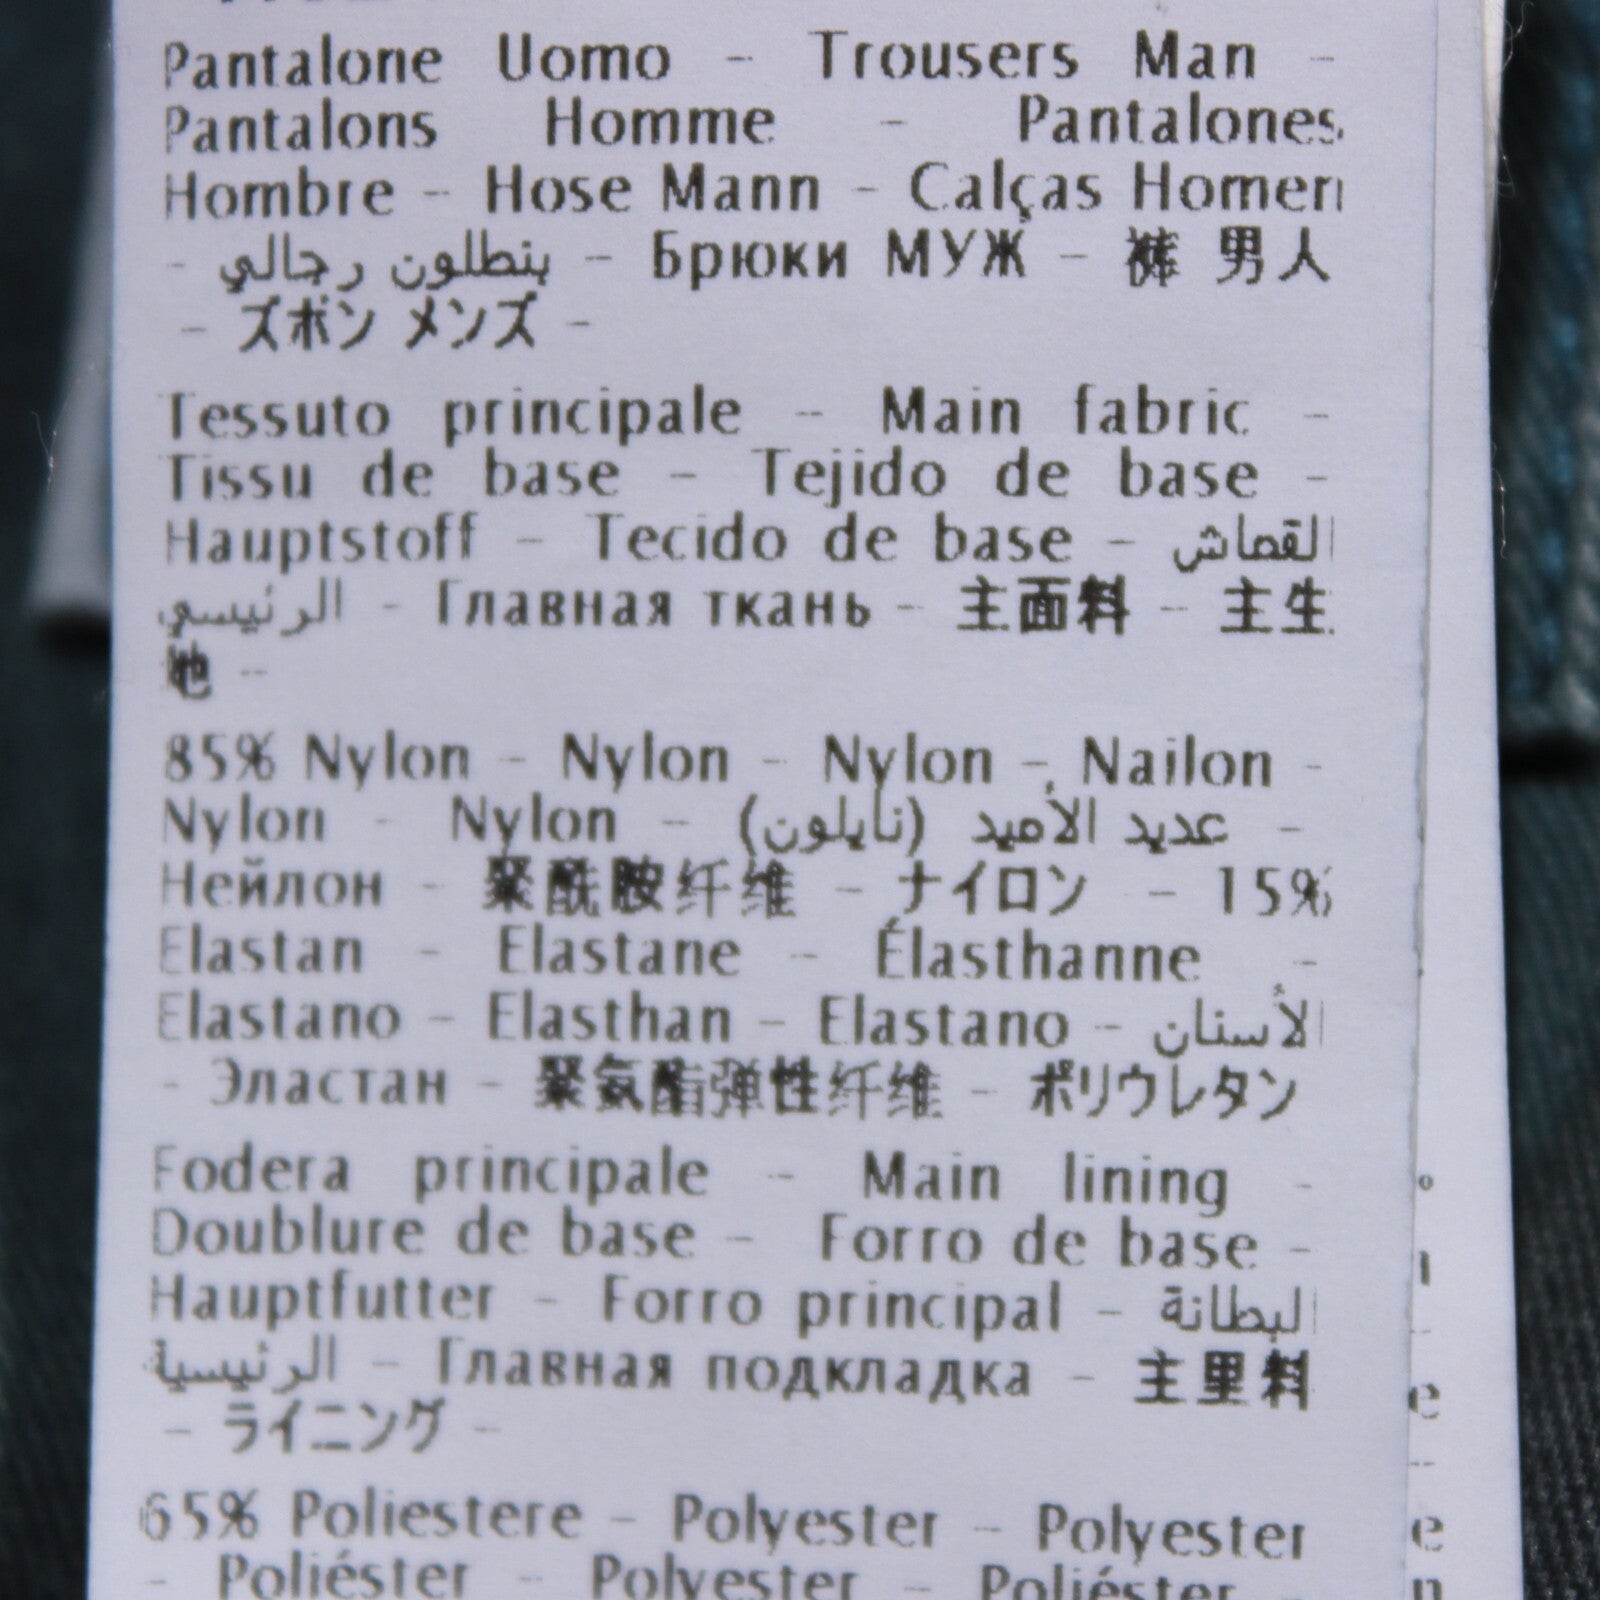 Pantalone Uomo - Trousers Man -
Pantalons Homme - Pantalones
Hombre - Hose Mann - Calças Homem
- بنطلون رجالي - Брюки МУЖ - 裤 男人
- ズボン メンズ -
Tessuto principale - Main fabric -
Tissu de base - Tejido de base -
Hauptstoff - Tecido de base - القماش
الرئيسي - Главная ткань - 主面料 - 主生
地 -
85% Nylon - Nylon - Nylon - Nailon -
Nylon - Nylon - عديد الأميد (نايلون) -
Нейлон - 聚酰胺纤维 - ナイロン - 15%
Elastan - Elastane - Élasthanne -
Elastano - Elasthan - Elastano - الأستان
- Эластан - 聚氨酯弹性纤维 - ポリウレタン
Fodera principale - Main lining -
Doublure de base - Forro de base -
Hauptfutter - Forro principal - البطانة
الرئيسية - Главная подкладка - 主里料
- ライニング -
65% Poliestere - Polyester - Polyester
- Poliéster - Polyester - Poliéster -